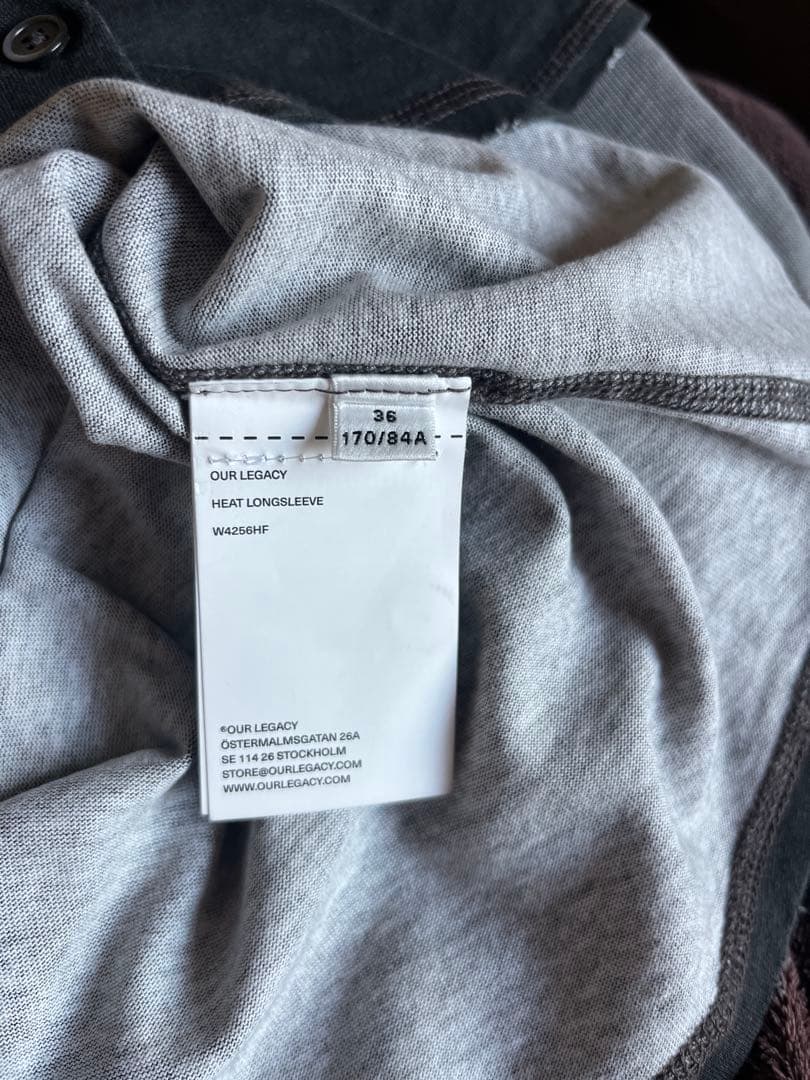 36
170/84A
OUR LEGACY
HEAT LONGSLEEVE
W4256HF
©OUR LEGACY
ÖSTERMALMSGATAN 26A
SE 114 26 STOCKHOLM
STORE@OURLEGACY.COM
WWW.OURLEGACY.COM